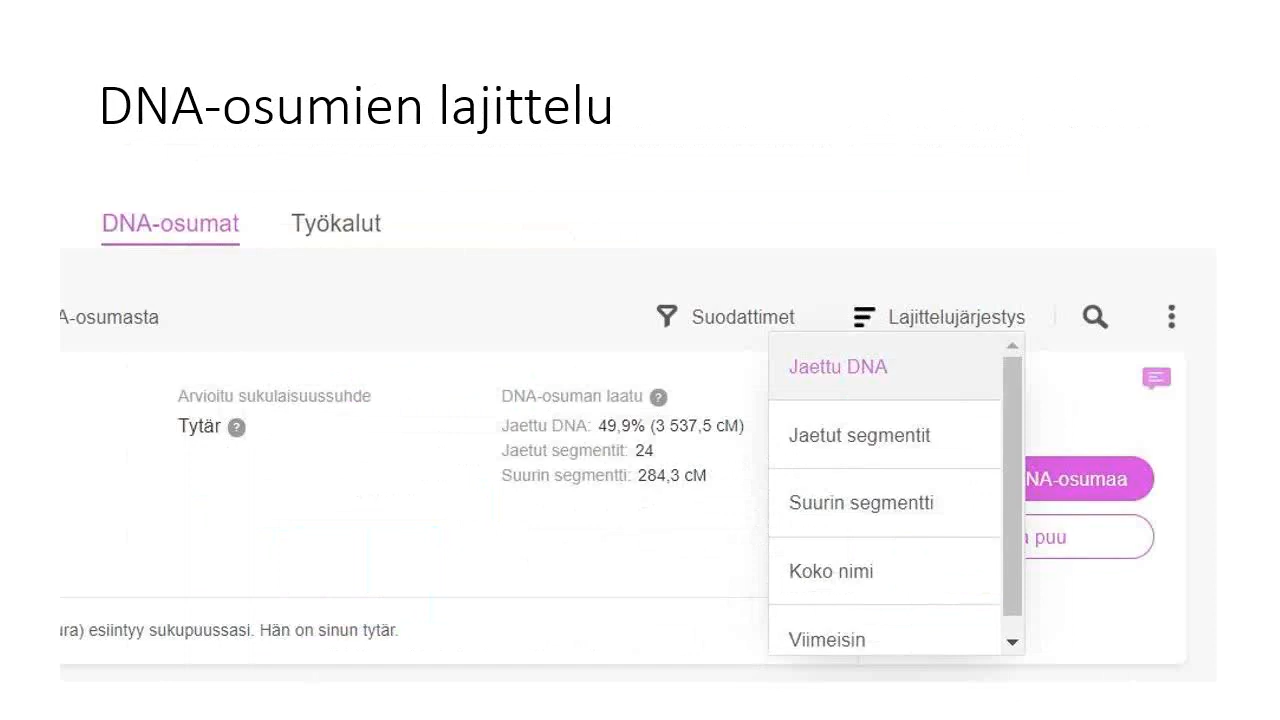 DNA-osumien lajittelu
DNA-osumat Työkalut
A-osumasta Suodattimet Lajittelujärjestys
Jaettu DNA
Jaetut segmentit
Suurin segmentti
Koko nimi
Viimeisin
Arvioitu sukulaisuussuhde
Tytär ?
DNA-osuman laatu ?
Jaettu DNA: 49,9% (3 537,5 cM)
Jaetut segmentit: 24
Suurin segmentti: 284,3 cM
NA-osumaa
a puu
ura) esiintyy sukupuussasi. Hän on sinun tytär.